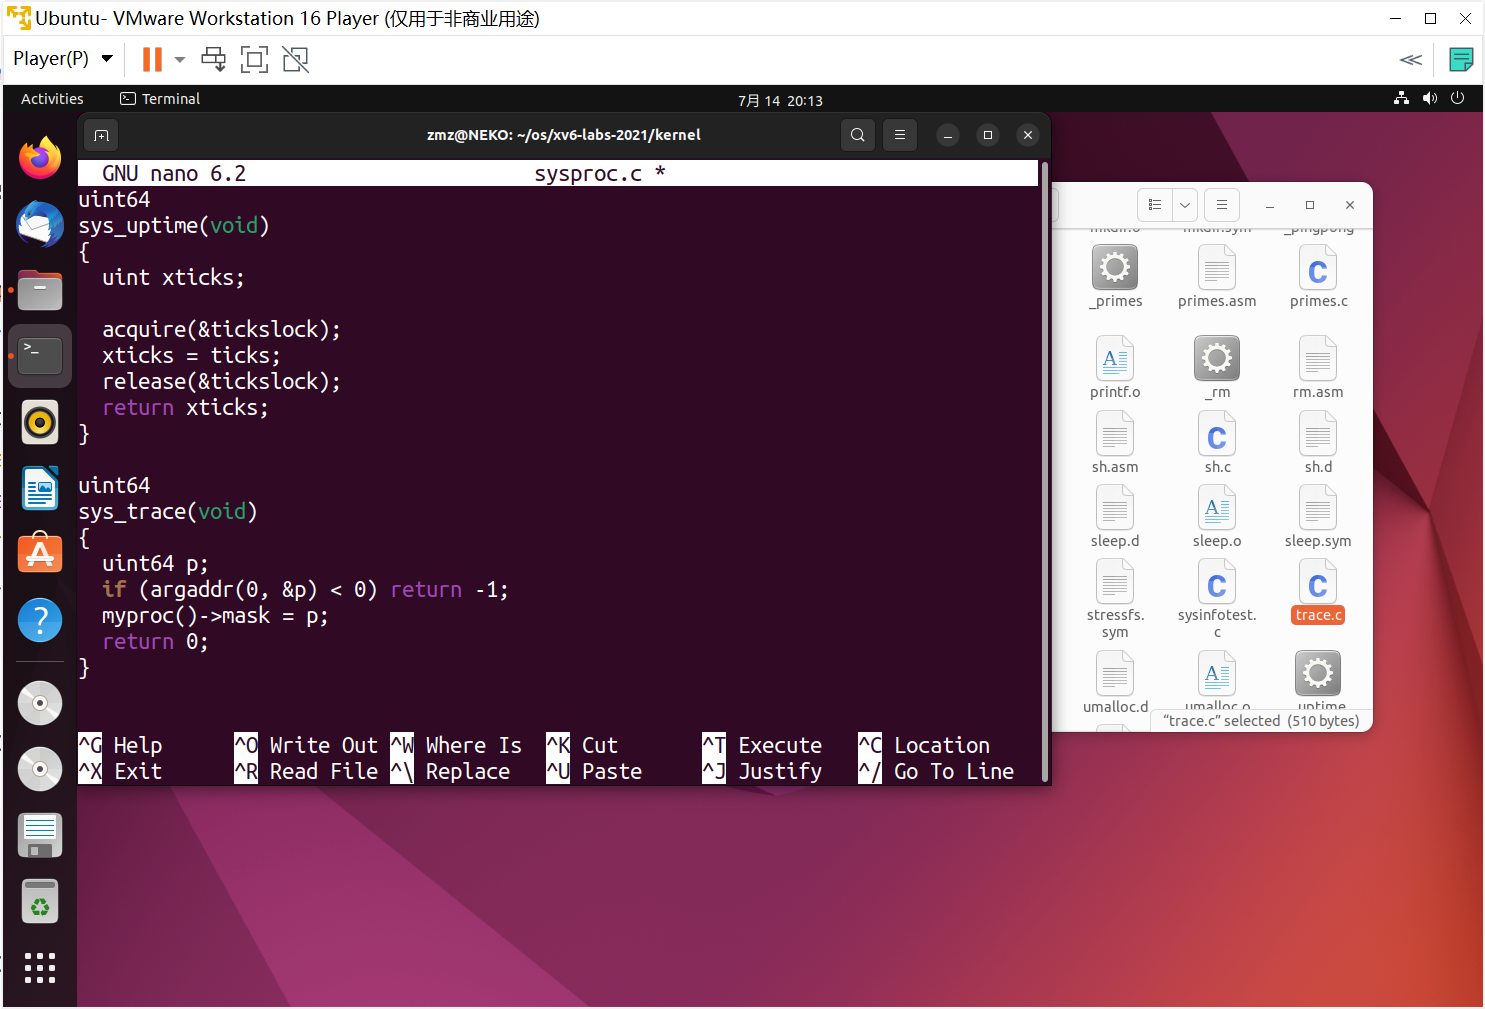 Ubuntu- VMware Workstation 16 Player (仅用于非商业用途)
Player(P)
Activities
Terminal
7月 14 20:13
zmz@NEKO: ~/os/xv6-labs-2021/kernel
GNU nano 6.2 sysproc.c *
uint64
sys_uptime(void)
{
uint xticks;
acquire(&tickslock);
xticks = ticks;
release(&tickslock);
return xticks;
}
uint64
sys_trace(void)
{
uint64 p;
if (argaddr(0, &p) < 0) return -1;
myproc()->mask = p;
return 0;
}
^G Help ^O Write Out ^W Where Is ^K Cut ^T Execute ^C Location
^X Exit ^R Read File ^\ Replace ^U Paste ^J Justify ^/ Go To Line
mkdir.o mkdir.sym _pingpong
_primes primes.asm primes.c
printf.o _rm rm.asm
sh.asm sh.c sh.d
sleep.d sleep.o sleep.sym
stressfs.
sym
sysinfotest.
c
trace.c
umalloc.d umalloc.o _uptime
“trace.c” selected (510 bytes)